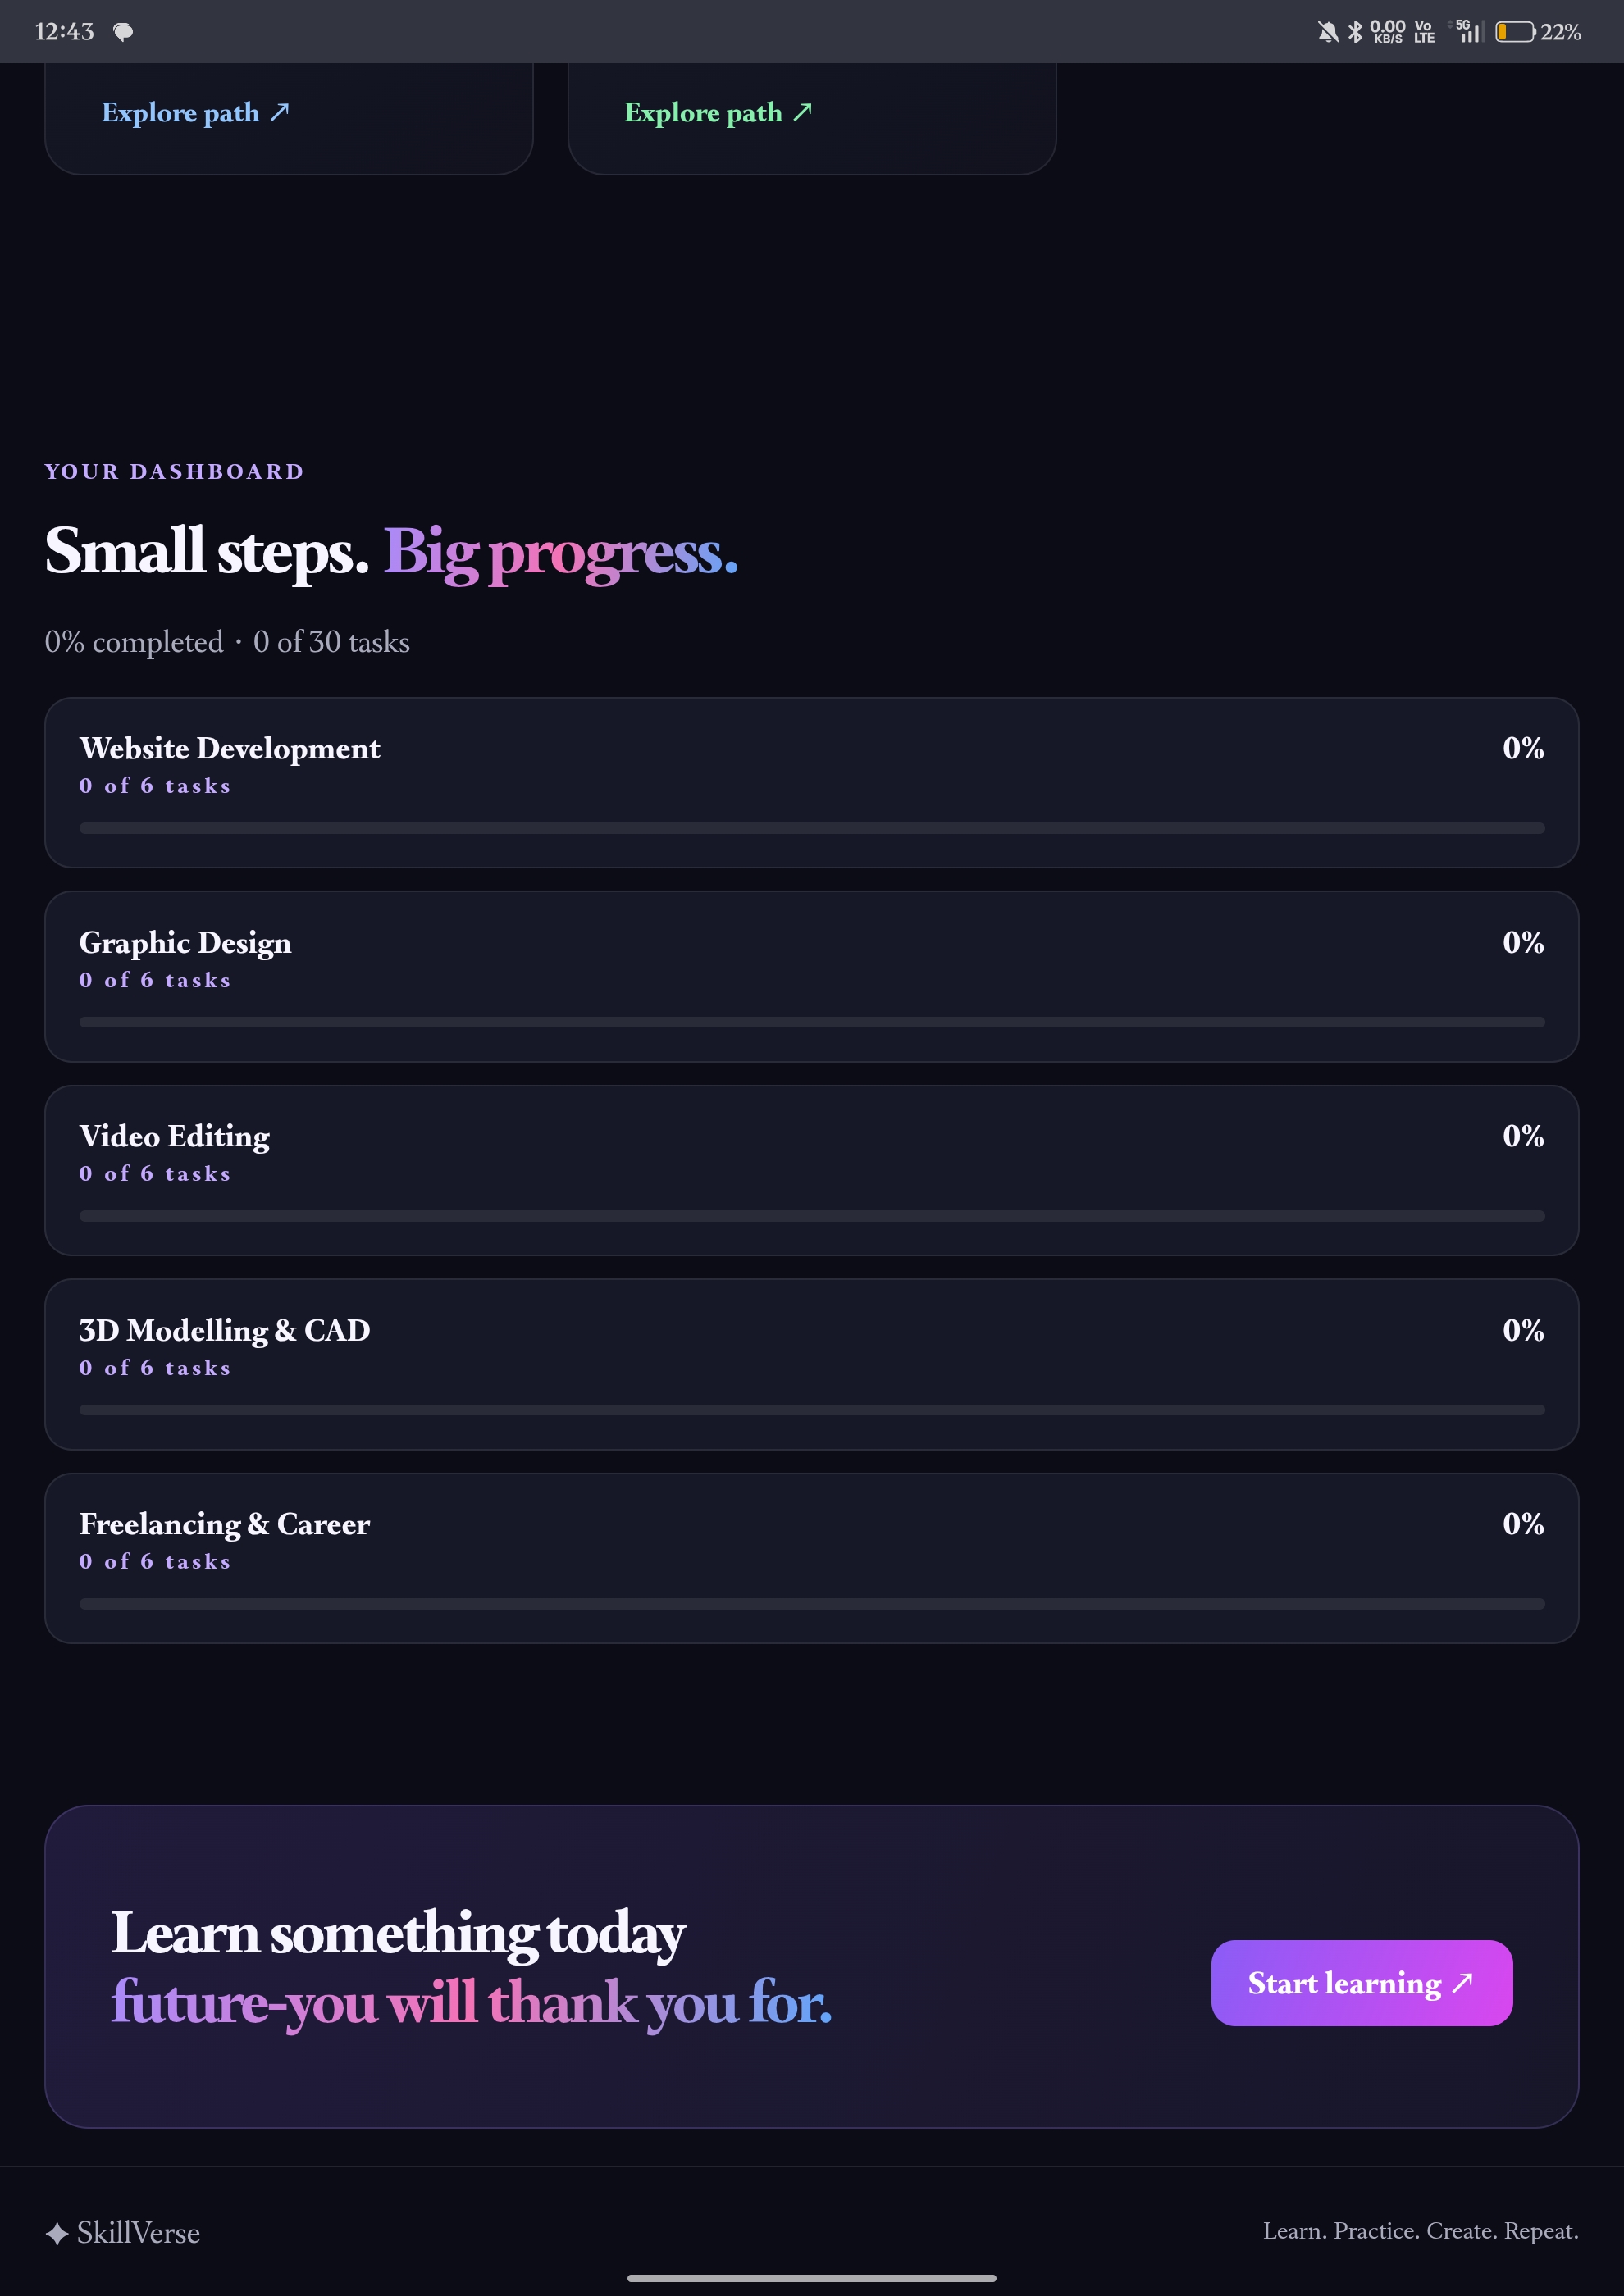 12:43
0.00 KB/S Vo LTE 5G 22%
Explore path ↗ Explore path ↗
YOUR DASHBOARD
Small steps. Big progress.
0% completed · 0 of 30 tasks
Website Development 0%
0 of 6 tasks
Graphic Design 0%
0 of 6 tasks
Video Editing 0%
0 of 6 tasks
3D Modelling & CAD 0%
0 of 6 tasks
Freelancing & Career 0%
0 of 6 tasks
Learn something today
future-you will thank you for.
Start learning ↗
SkillVerse
Learn. Practice. Create. Repeat.